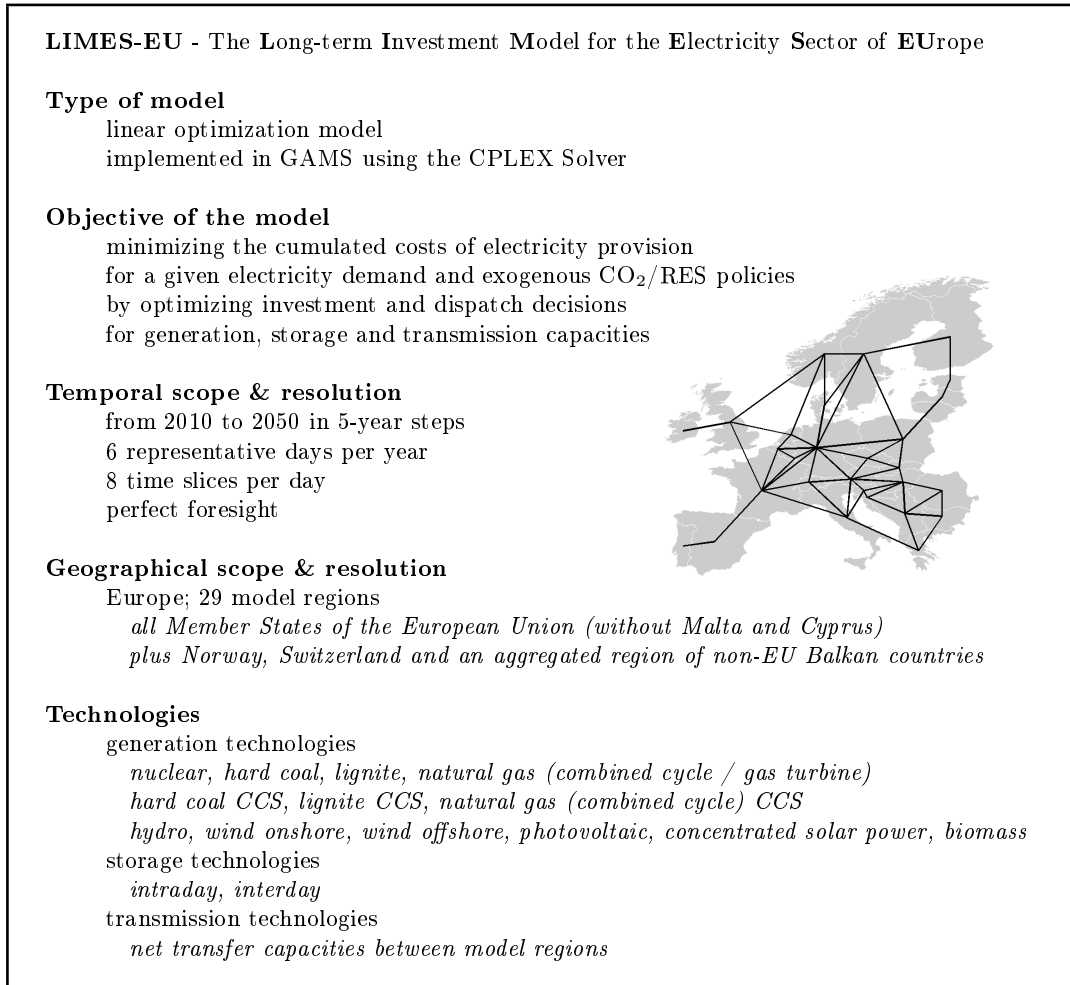 LIMES-EU - The Long-term Investment Model for the Electricity Sector of EUrope
Type of model
linear optimization model
implemented in GAMS using the CPLEX Solver
Objective of the model
minimizing the cumulated costs of electricity provision
for a given electricity demand and exogenous CO₂/RES policies
by optimizing investment and dispatch decisions
for generation, storage and transmission capacities
Temporal scope & resolution
from 2010 to 2050 in 5-year steps
6 representative days per year
8 time slices per day
perfect foresight
Geographical scope & resolution
Europe; 29 model regions
all Member States of the European Union (without Malta and Cyprus)
plus Norway, Switzerland and an aggregated region of non-EU Balkan countries
Technologies
generation technologies
nuclear, hard coal, lignite, natural gas (combined cycle / gas turbine)
hard coal CCS, lignite CCS, natural gas (combined cycle) CCS
hydro, wind onshore, wind offshore, photovoltaic, concentrated solar power, biomass
storage technologies
intraday, interday
transmission technologies
net transfer capacities between model regions